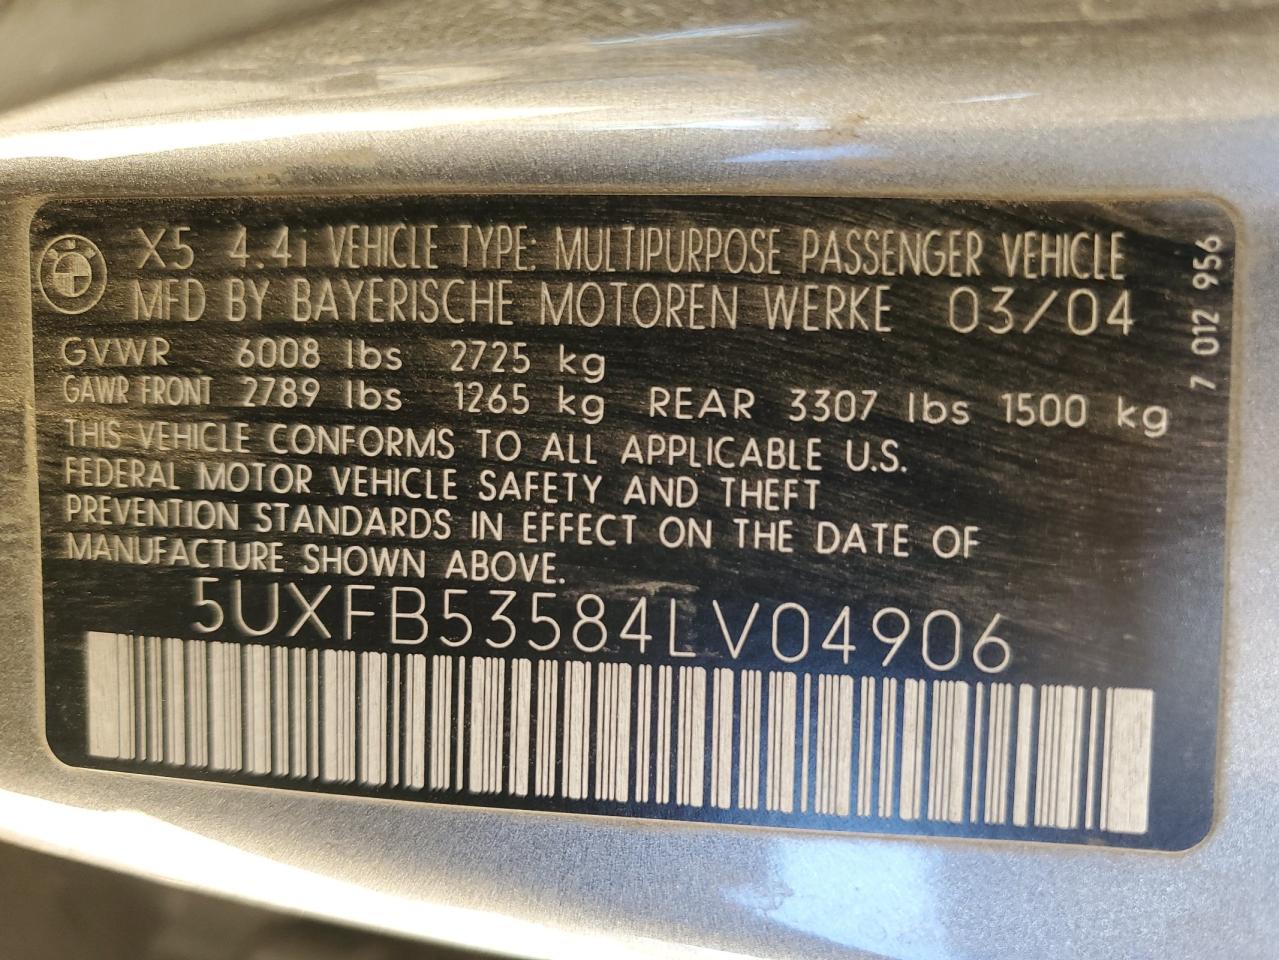 X5 4.4i VEHICLE TYPE: MULTIPURPOSE PASSENGER VEHICLE
MFD BY BAYERISCHE MOTOREN WERKE 03/04
GVWR 6008 lbs 2725 kg
GAWR FRONT 2789 lbs 1265 kg REAR 3307 lbs 1500 kg
THIS VEHICLE CONFORMS TO ALL APPLICABLE U.S.
FEDERAL MOTOR VEHICLE SAFETY AND THEFT
PREVENTION STANDARDS IN EFFECT ON THE DATE OF
MANUFACTURE SHOWN ABOVE.
5UXFB53584LV04906
7 012 956